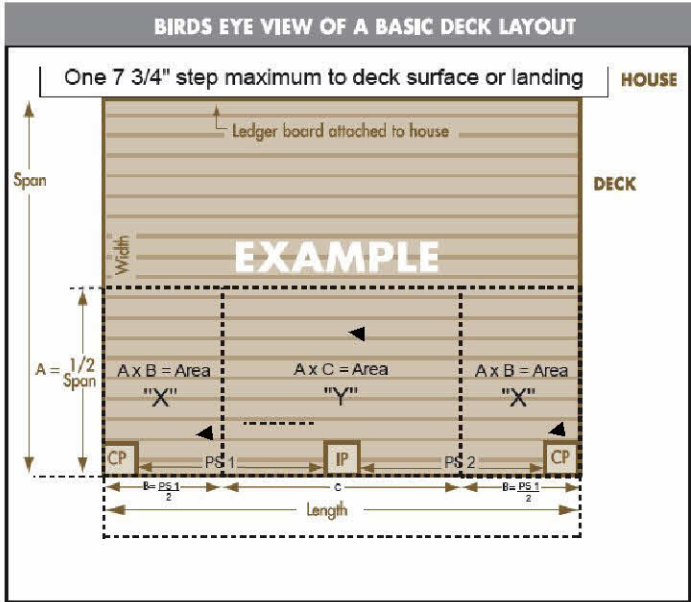 BIRDS EYE VIEW OF A BASIC DECK LAYOUT
One 7 3/4" step maximum to deck surface or landing
HOUSE
Ledger board attached to house
Span
DECK
Width
EXAMPLE
A = 1/2 Span
A x B = Area
"X"
A x C = Area
"Y"
A x B = Area
"X"
CP
PS 1
IP
PS 2
CP
B= PS 1
2
C
B= PS 1
2
Length